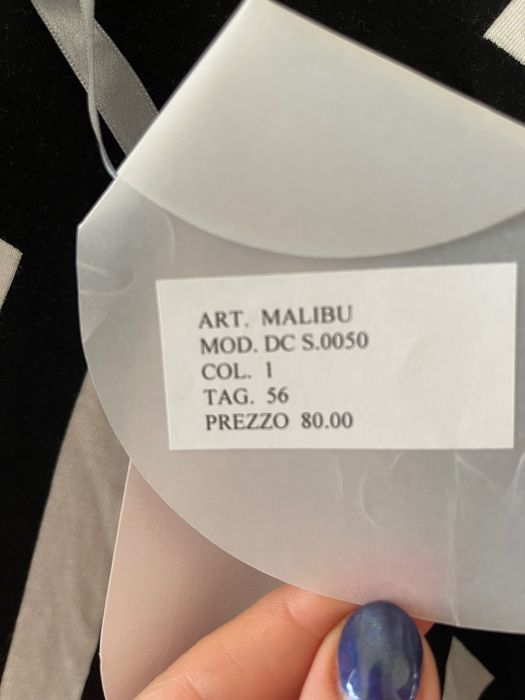 ART. MALIBU
MOD. DC S.0050
COL. 1
TAG. 56
PREZZO 80.00